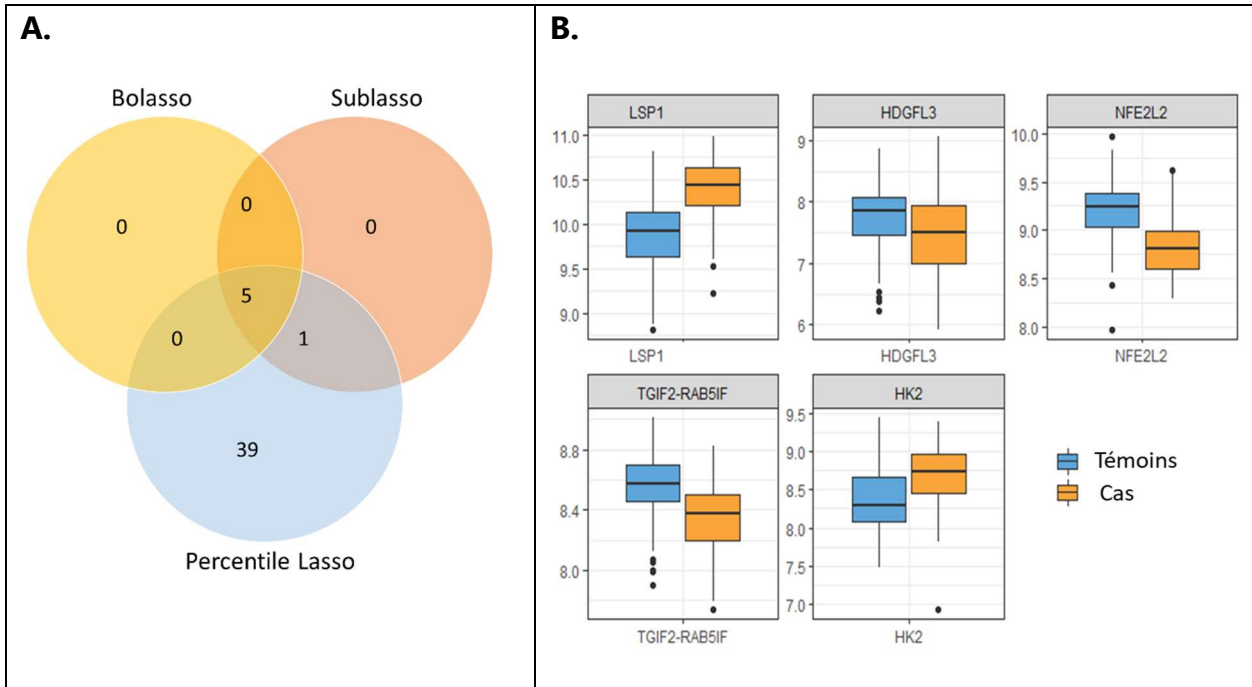 A.
Bolasso
Sublasso
0
0
0
5
0
1
39
Percentile Lasso
B.
LSP1
11.0
10.5
10.0
9.5
9.0
LSP1
HDGFL3
9
8
7
6
HDGFL3
NFE2L2
10.0
9.5
9.0
8.5
8.0
NFE2L2
TGIF2-RAB5IF
8.8
8.4
8.0
TGIF2-RAB5IF
HK2
9.5
9.0
8.5
8.0
7.5
7.0
HK2
Témoins
Cas